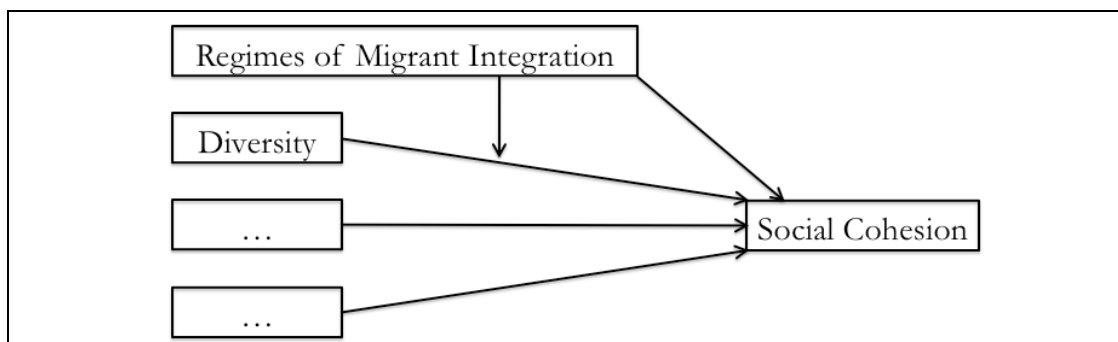 Regimes of Migrant Integration
Diversity
…
Social Cohesion
…